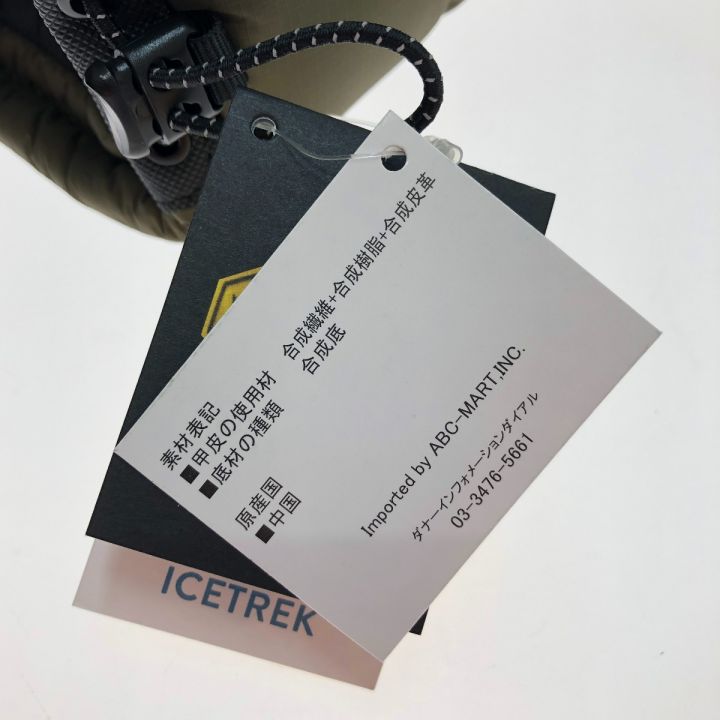 素材表記
■甲皮の使用材 合成繊維+合成樹脂+合成皮革
■底材の種類 合成底
原産国
■中国
Imported by ABC-MART,INC.
ダナーインフォメーションダイアル
03-3476-5661
ICETREK